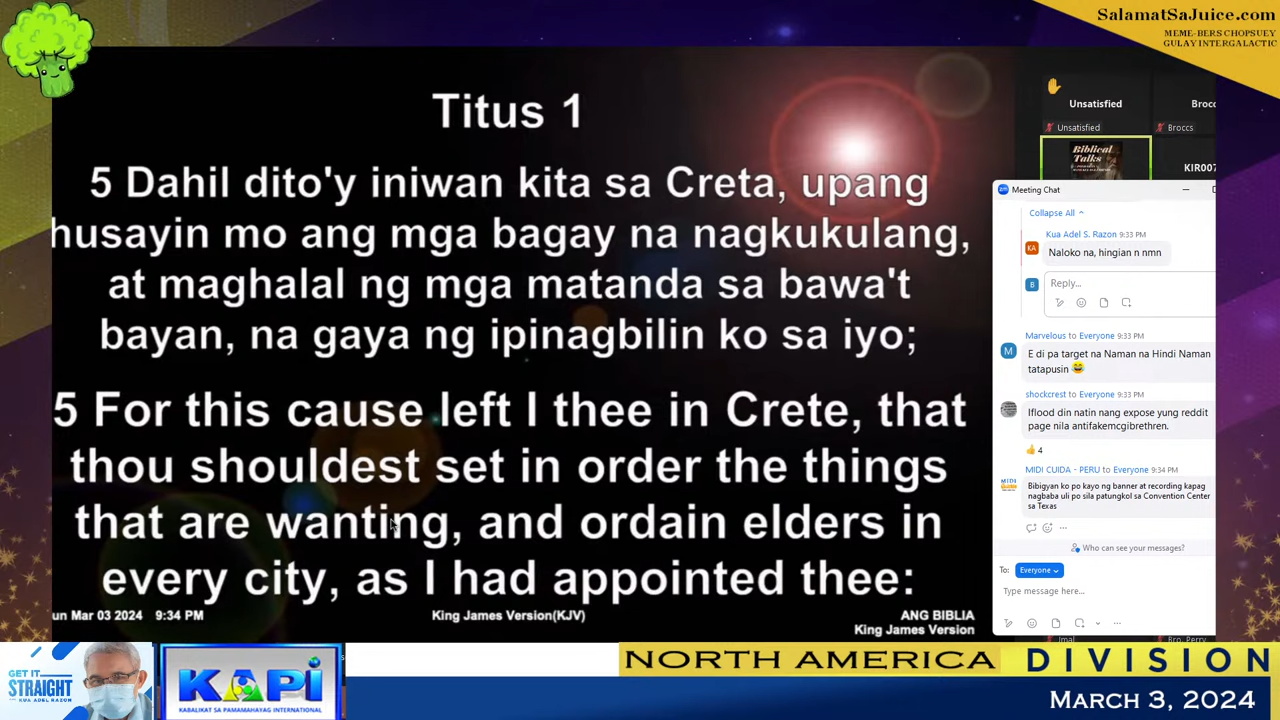 SalamatSaJuice.com
MEME-BERS CHOPSUEY
GULAY INTERGALACTIC
Titus 1
5 Dahil dito'y iniwan kita sa Creta, upang
husayin mo ang mga bagay na nagkukulang,
at maghalal ng mga matanda sa bawa't
bayan, na gaya ng ipinagbilin ko sa iyo;
5 For this cause left I thee in Crete, that
thou shouldest set in order the things
that are wanting, and ordain elders in
every city, as I had appointed thee:
un Mar 03 2024 9:34 PM
King James Version(KJV)
ANG BIBLIA
King James Version
Unsatisfied
Brocc
Unsatisfied
Broccs
Biblical
Talks
KIR007
zm Meeting Chat
Collapse All
Kua Adel S. Razon 9:33 PM
KA
Naloko na, hingian n nmn
B
Reply...
Marvelous to Everyone 9:33 PM
M
E di pa target na Naman na Hindi Naman
tatapusin
shockcrest to Everyone 9:33 PM
Iflood din natin nang expose yung reddit
page nila antifakemcgibrethren.
4
MIDI CUIDA - PERU to Everyone 9:34 PM
MIDI
Bibigyan ko po kayo ng banner at recording kapag
nagbaba uli po sila patungkol sa Convention Center
sa Texas
Who can see your messages?
To: Everyone
Type message here...
Imal
Bro. Perry
GET IT
STRAIGHT
KUA ADEL RAZON
KAPI
KABALIKAT SA PAMAMAHAYAG INTERNATIONAL
s
NORTH AMERICA DIVISION
March 3, 2024